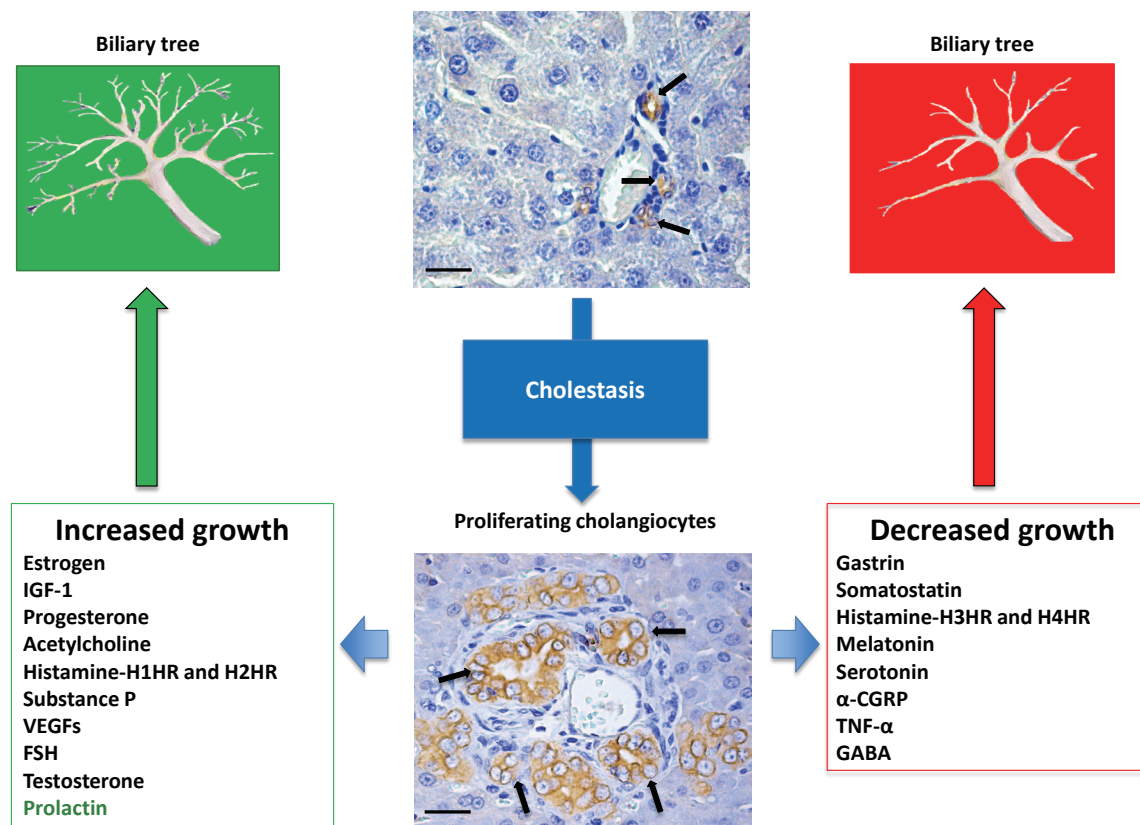 Biliary tree
Biliary tree
Cholestasis
Proliferating cholangiocytes
Increased growth
Estrogen
IGF-1
Progesterone
Acetylcholine
Histamine-H1HR and H2HR
Substance P
VEGFs
FSH
Testosterone
Prolactin
Decreased growth
Gastrin
Somatostatin
Histamine-H3HR and H4HR
Melatonin
Serotonin
α-CGRP
TNF-α
GABA